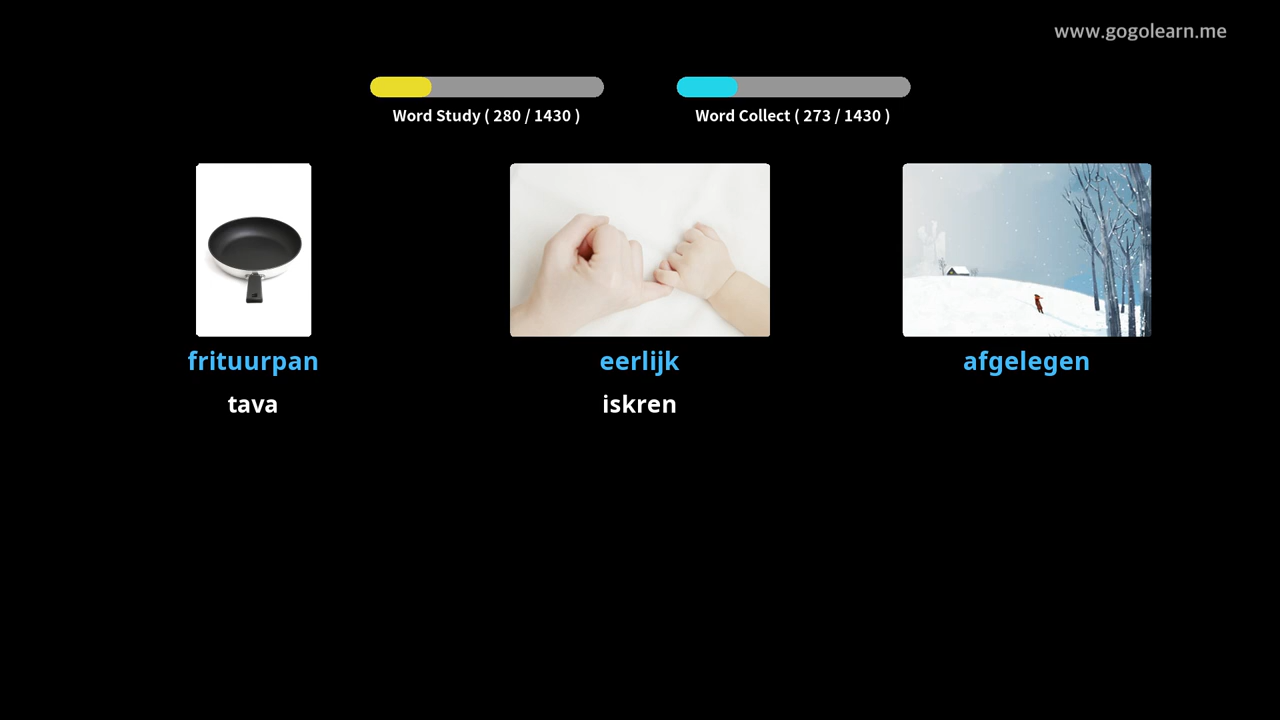 www.gogolearn.me
Word Study ( 280 / 1430 )
Word Collect ( 273 / 1430 )
frituurpan
eerlijk
afgelegen
tava
iskren